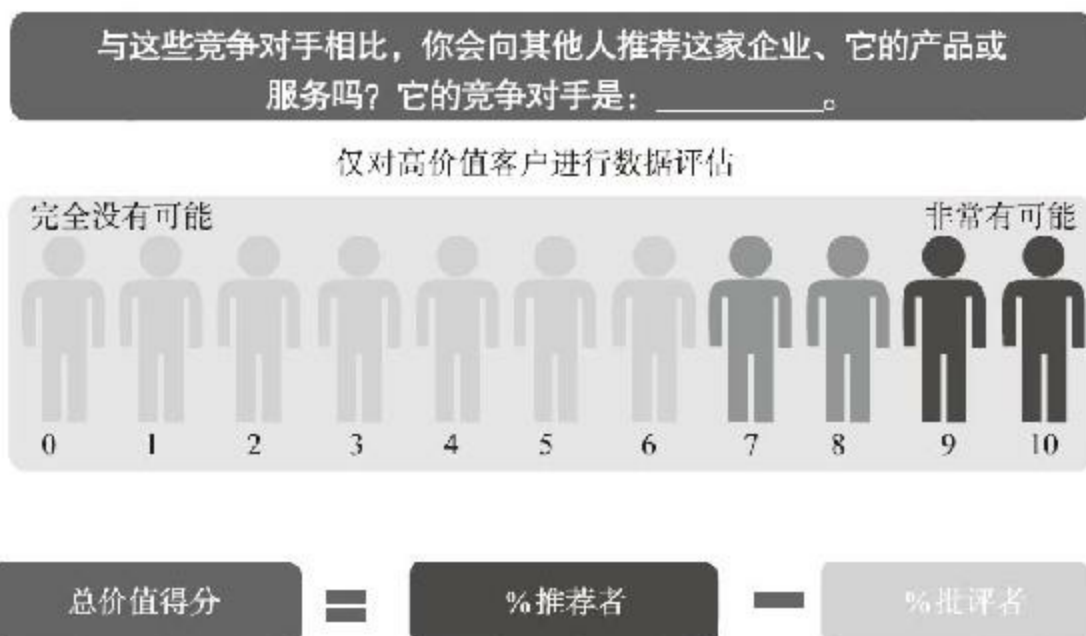 与这些竞争对手相比，你会向其他人推荐这家企业、它的产品或
服务吗？它的竞争对手是：__________。
仅对高价值客户进行数据评估
完全没有可能 非常有可能
0 1 2 3 4 5 6 7 8 9 10
总价值得分 = %推荐者 - %批评者